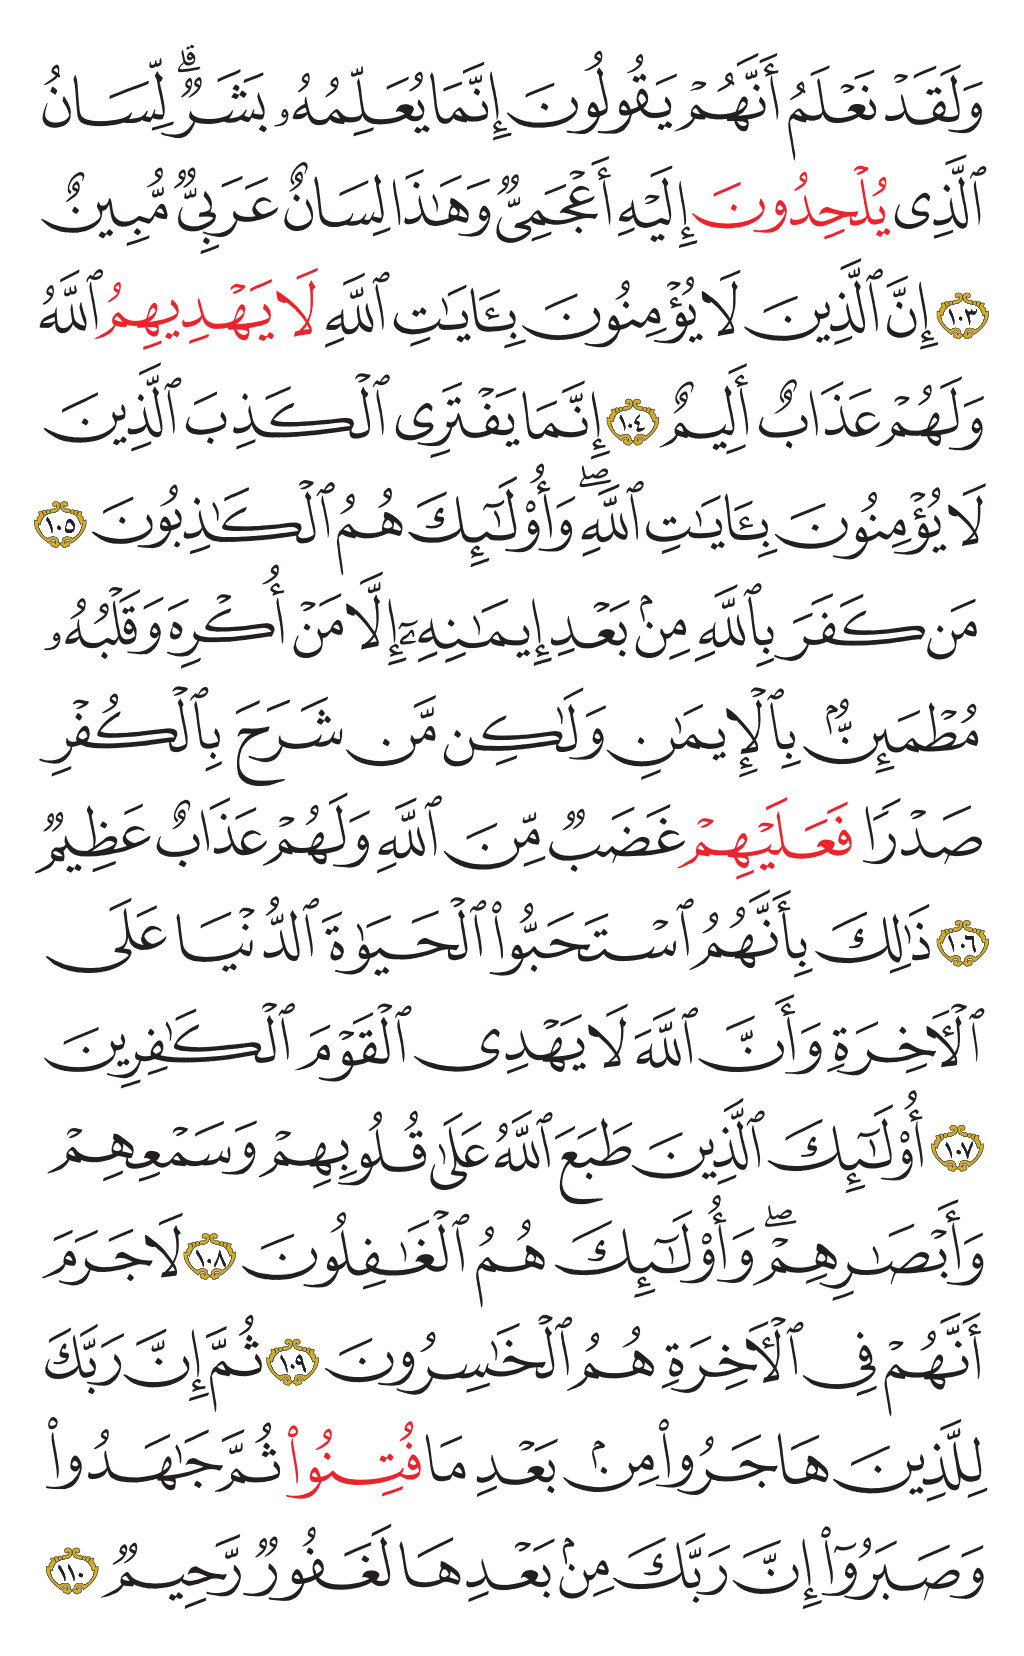 وَلَقَدۡ نَعۡلَمُ أَنَّهُمۡ يَقُولُونَ إِنَّمَا يُعَلِّمُهُۥ بَشَرٞۗ لِّسَانُ
ٱلَّذِي يُلۡحِدُونَ إِلَيۡهِ أَعۡجَمِيّٞ وَهَٰذَا لِسَانٌ عَرَبِيّٞ مُّبِينٌ
١٠٣ إِنَّ ٱلَّذِينَ لَا يُؤۡمِنُونَ بِـَٔايَٰتِ ٱللَّهِ لَا يَهۡدِيهِمُ ٱللَّهُ
وَلَهُمۡ عَذَابٌ أَلِيمٌ ١٠٤ إِنَّمَا يَفۡتَرِي ٱلۡكَذِبَ ٱلَّذِينَ
لَا يُؤۡمِنُونَ بِـَٔايَٰتِ ٱللَّهِۖ وَأُوْلَٰٓئِكَ هُمُ ٱلۡكَٰذِبُونَ ١٠٥
مَن كَفَرَ بِٱللَّهِ مِنۢ بَعۡدِ إِيمَٰنِهِۦٓ إِلَّا مَنۡ أُكۡرِهَ وَقَلۡبُهُۥ
مُطۡمَئِنُّۢ بِٱلۡإِيمَٰنِ وَلَٰكِن مَّن شَرَحَ بِٱلۡكُفۡرِ
صَدۡرٗا فَعَلَيۡهِمۡ غَضَبٞ مِّنَ ٱللَّهِ وَلَهُمۡ عَذَابٌ عَظِيمٞ
١٠٦ ذَٰلِكَ بِأَنَّهُمُ ٱسۡتَحَبُّواْ ٱلۡحَيَوٰةَ ٱلدُّنۡيَا عَلَى
ٱلۡأٓخِرَةِ وَأَنَّ ٱللَّهَ لَا يَهۡدِي ٱلۡقَوۡمَ ٱلۡكَٰفِرِينَ
١٠٧ أُوْلَٰٓئِكَ ٱلَّذِينَ طَبَعَ ٱللَّهُ عَلَىٰ قُلُوبِهِمۡ وَسَمۡعِهِمۡ
وَأَبۡصَٰرِهِمۡۖ وَأُوْلَٰٓئِكَ هُمُ ٱلۡغَٰفِلُونَ ١٠٨ لَا جَرَمَ
أَنَّهُمۡ فِي ٱلۡأٓخِرَةِ هُمُ ٱلۡخَٰسِرُونَ ١٠٩ ثُمَّ إِنَّ رَبَّكَ
لِلَّذِينَ هَاجَرُواْ مِنۢ بَعۡدِ مَا فُتِنُواْ ثُمَّ جَٰهَدُواْ
وَصَبَرُوٓاْ إِنَّ رَبَّكَ مِنۢ بَعۡدِهَا لَغَفُورٞ رَّحِيمٞ ١١٠